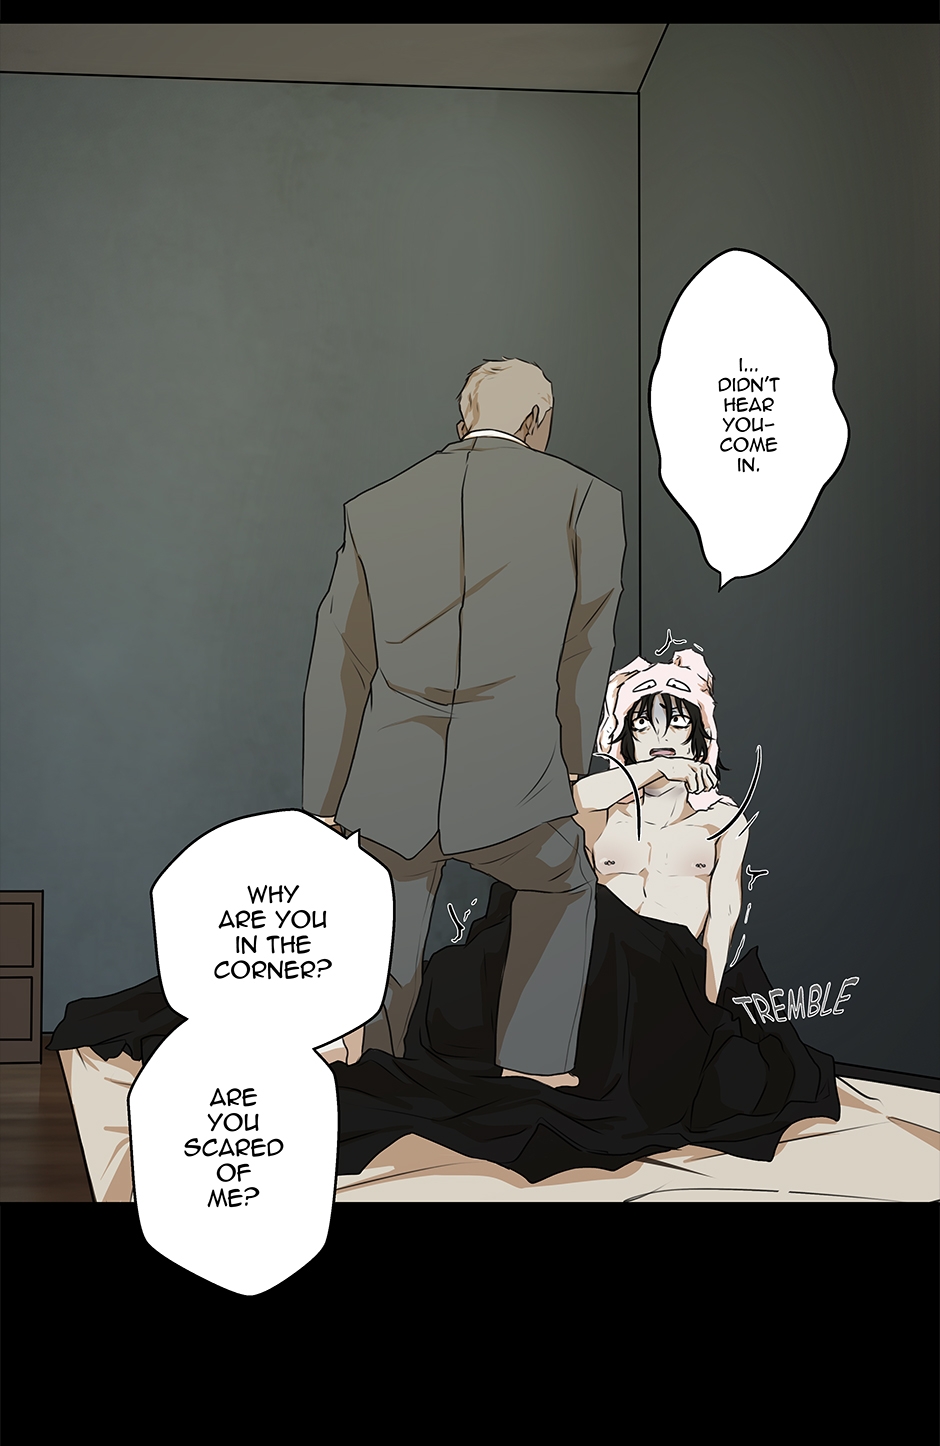 I...
DIDN'T
HEAR
YOU-
COME
IN.
WHY
ARE YOU
IN THE
CORNER?
ARE
YOU
SCARED
OF
ME?
TREMBLE